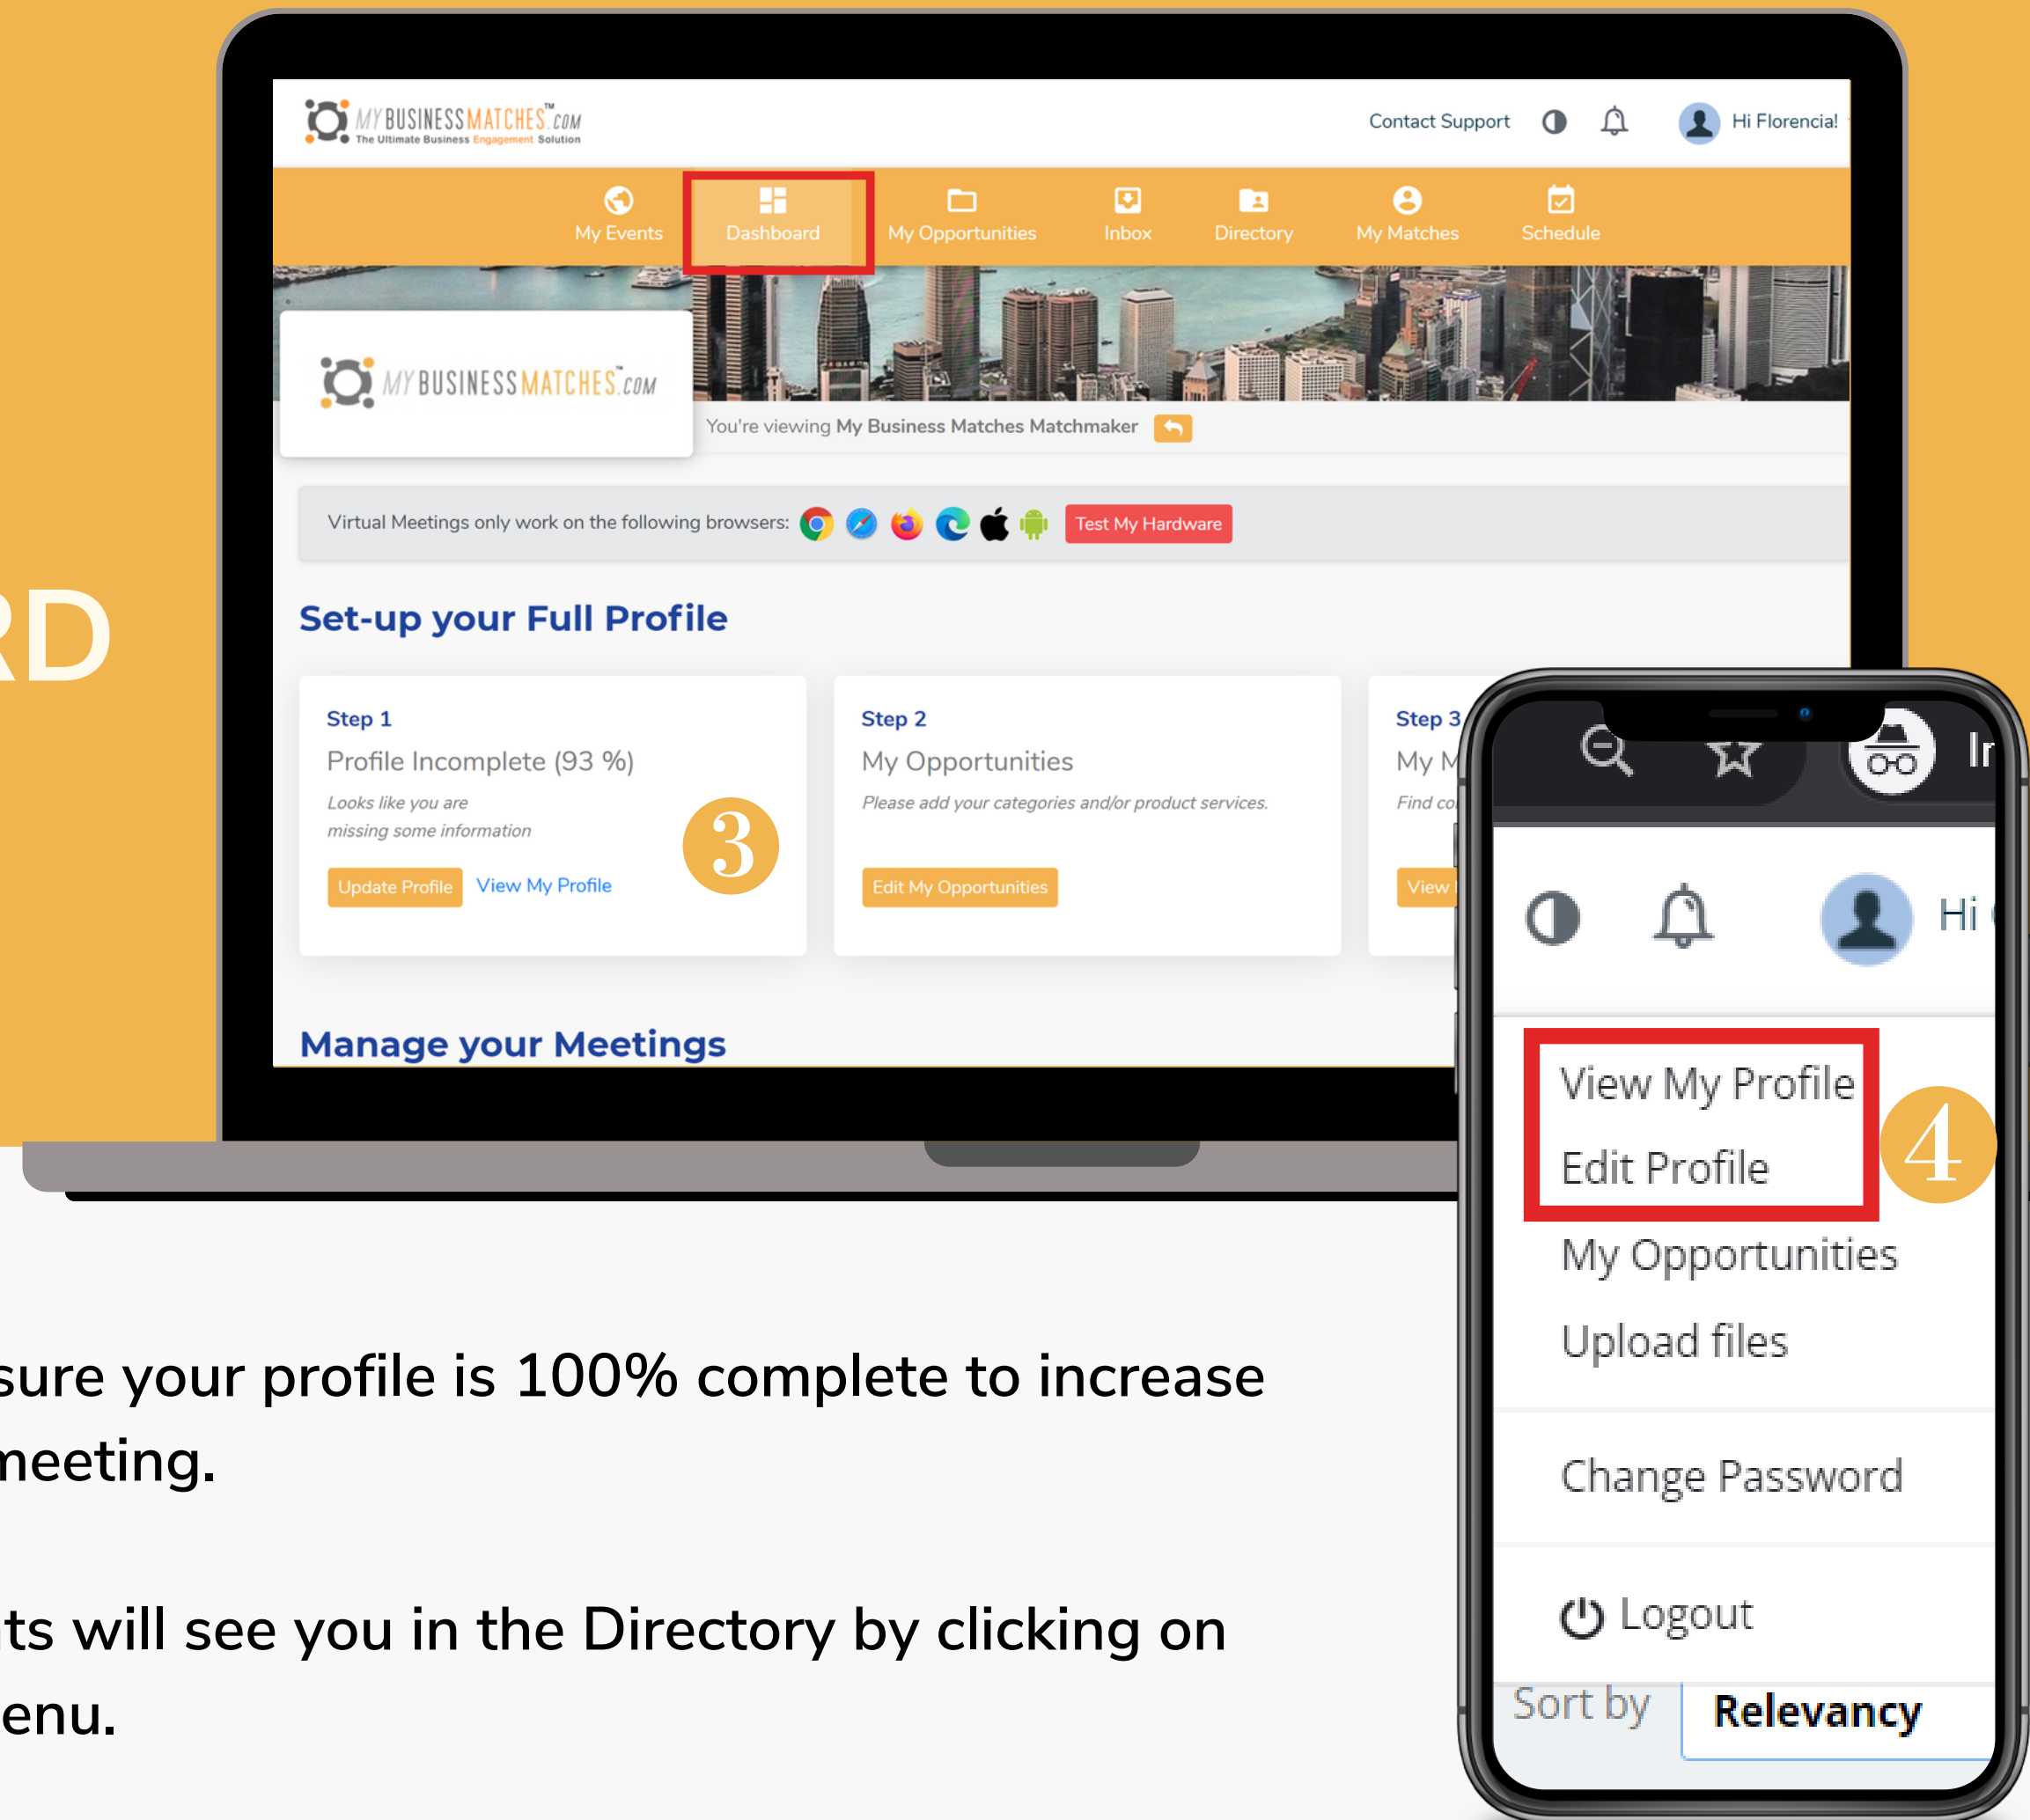 MYBUSINESSMATCHES™.COM
The Ultimate Business Engagement Solution
Contact Support
Hi Florencia!
My Events
Dashboard
My Opportunities
Inbox
Directory
My Matches
Schedule
MYBUSINESSMATCHES™.COM
You're viewing My Business Matches Matchmaker
Virtual Meetings only work on the following browsers:
Test My Hardware
RD
Set-up your Full Profile
Step 1
Profile Incomplete (93 %)
Looks like you are
missing some information
Update Profile View My Profile
3
Step 2
My Opportunities
Please add your categories and/or product services.
Edit My Opportunities
Step 3
My M
Find
View
Manage your Meetings
Hi
View My Profile
Edit Profile
4
My Opportunities
Upload files
Change Password
Logout
Sort by Relevancy
sure your profile is 100% complete to increase
meeting.
ts will see you in the Directory by clicking on
enu.